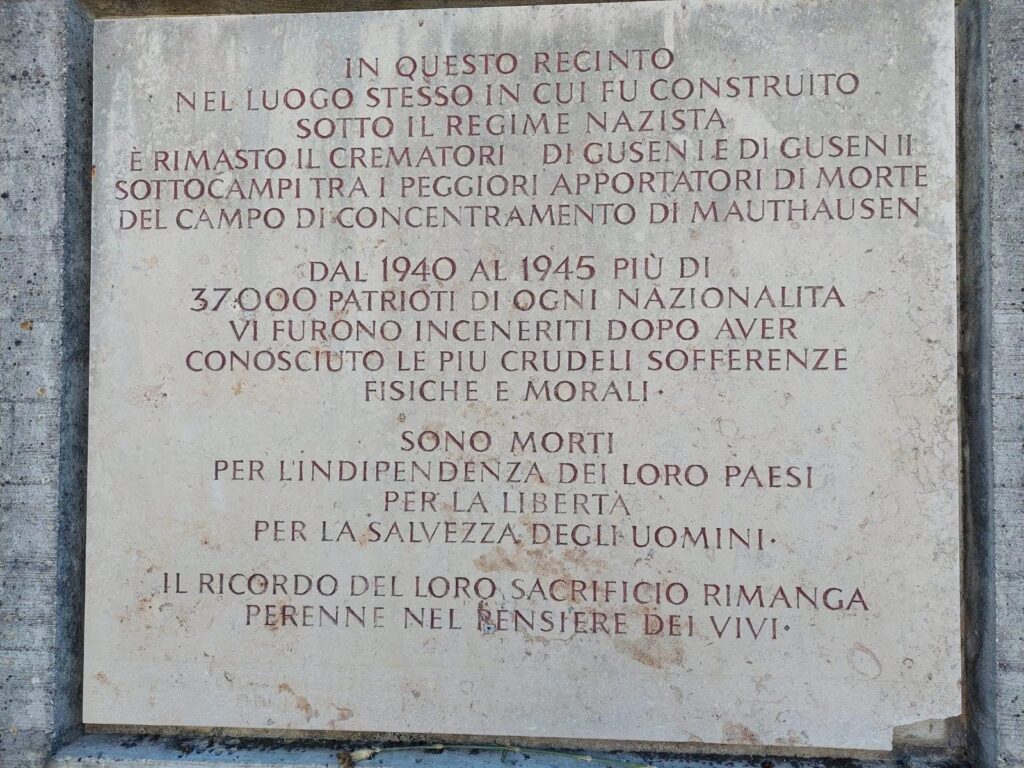 IN QUESTO RECINTO
NEL LUOGO STESSO IN CUI FU CONSTRUITO
SOTTO IL REGIME NAZISTA
È RIMASTO IL CREMATORI DI GUSEN I E DI GUSEN II
SOTTOCAMPI TRA I PEGGIORI APPORTATORI DI MORTE
DEL CAMPO DI CONCENTRAMENTO DI MAUTHAUSEN
DAL 1940 AL 1945 PIÙ DI
37.000 PATRIOTI DI OGNI NAZIONALITA
VI FURONO INCENERITI DOPO AVER
CONOSCIUTO LE PIU CRUDELI SOFFERENZE
FISICHE E MORALI·
SONO MORTI
PER L'INDIPENDENZA DEI LORO PAESI
PER LA LIBERTÀ
PER LA SALVEZZA DEGLI UOMINI·
IL RICORDO DEL LORO SACRIFICIO RIMANGA
PERENNE NEL PENSIERE DEI VIVI·